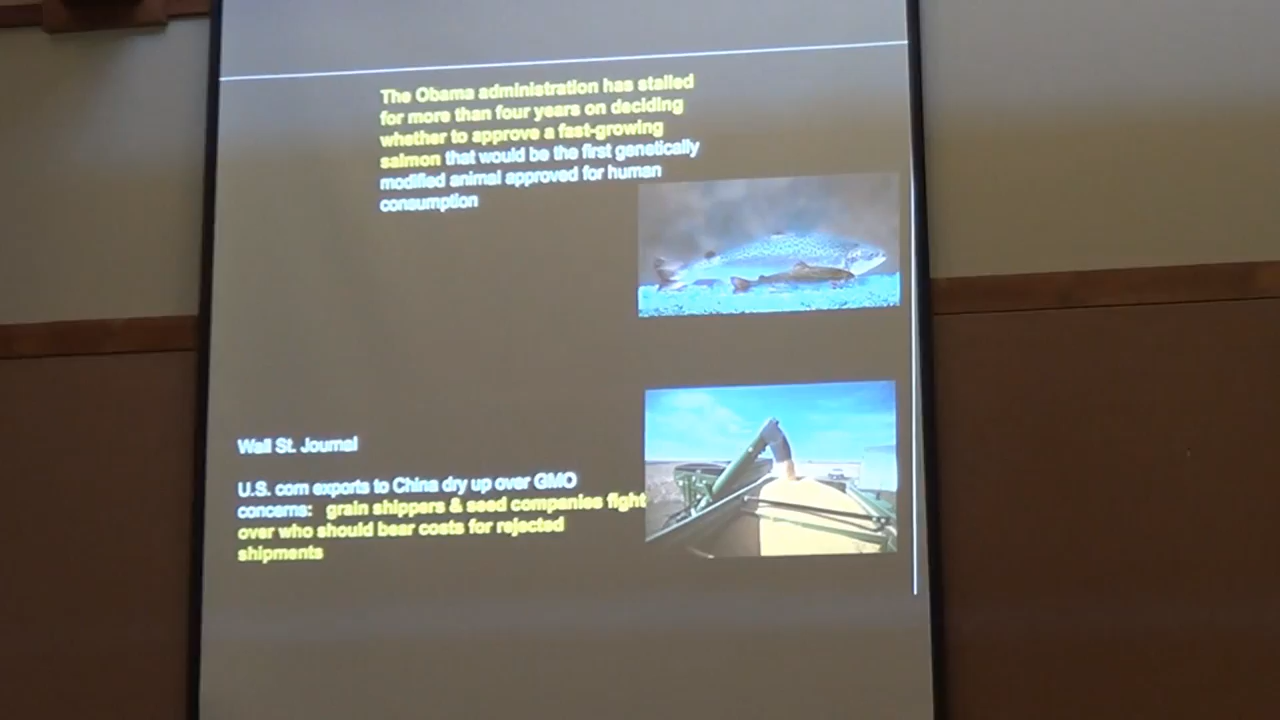 The Obama administration has stalled
for more than four years on deciding
whether to approve a fast-growing
salmon that would be the first genetically
modified animal approved for human
consumption
Wall St. Journal
U.S. corn exports to China dry up over GMO
concerns: grain shippers & seed companies fight
over who should bear costs for rejected
shipments